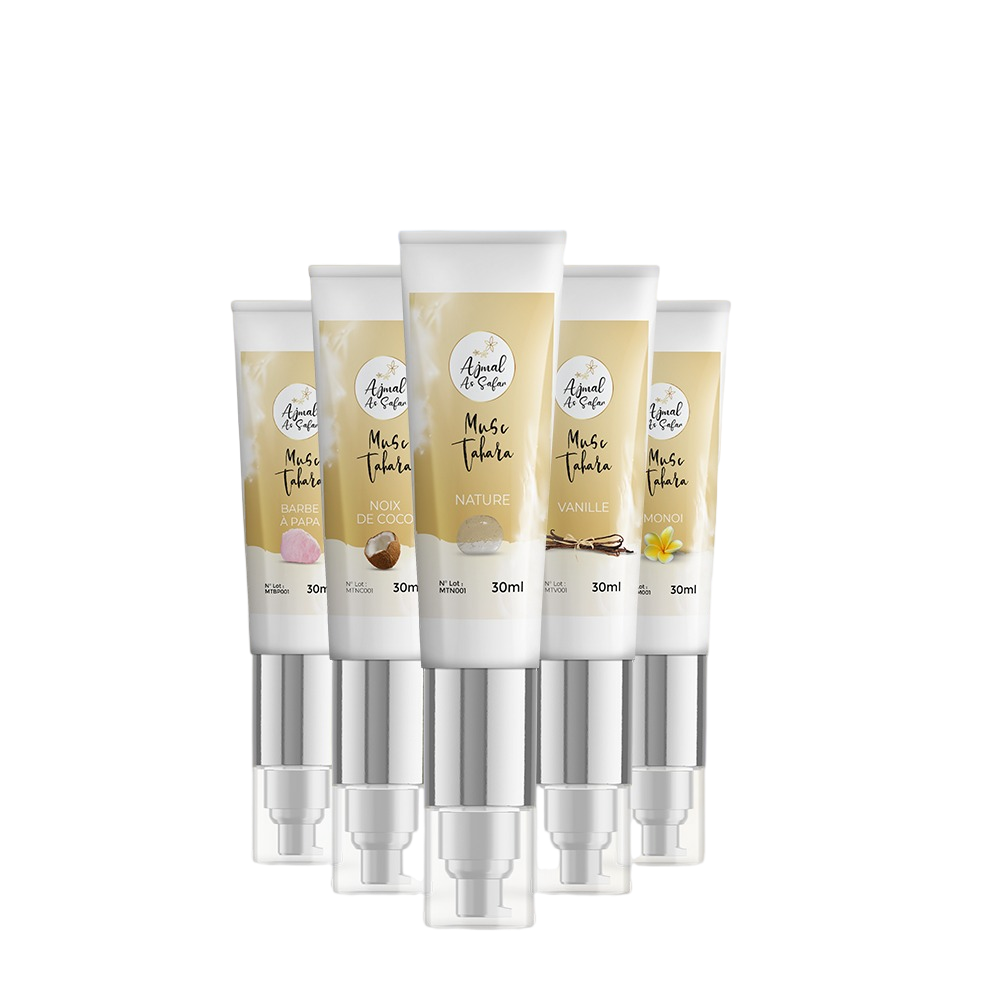 Ajmal
As Safar
Musc
Tahara
BARBE
À PAPA
N° Lot :
MTBP001
Ajmal
As Safar
Musc
Tahara
NOIX
DE COCO
N° Lot :
MTNC001
Ajmal
As Safar
Musc
Tahara
NATURE
N° Lot :
MTN001
30ml
Ajmal
As Safar
Musc
Tahara
VANILLE
N° Lot :
MTV001
30ml
Ajmal
As Safar
Musc
Tahara
MONOI
30ml